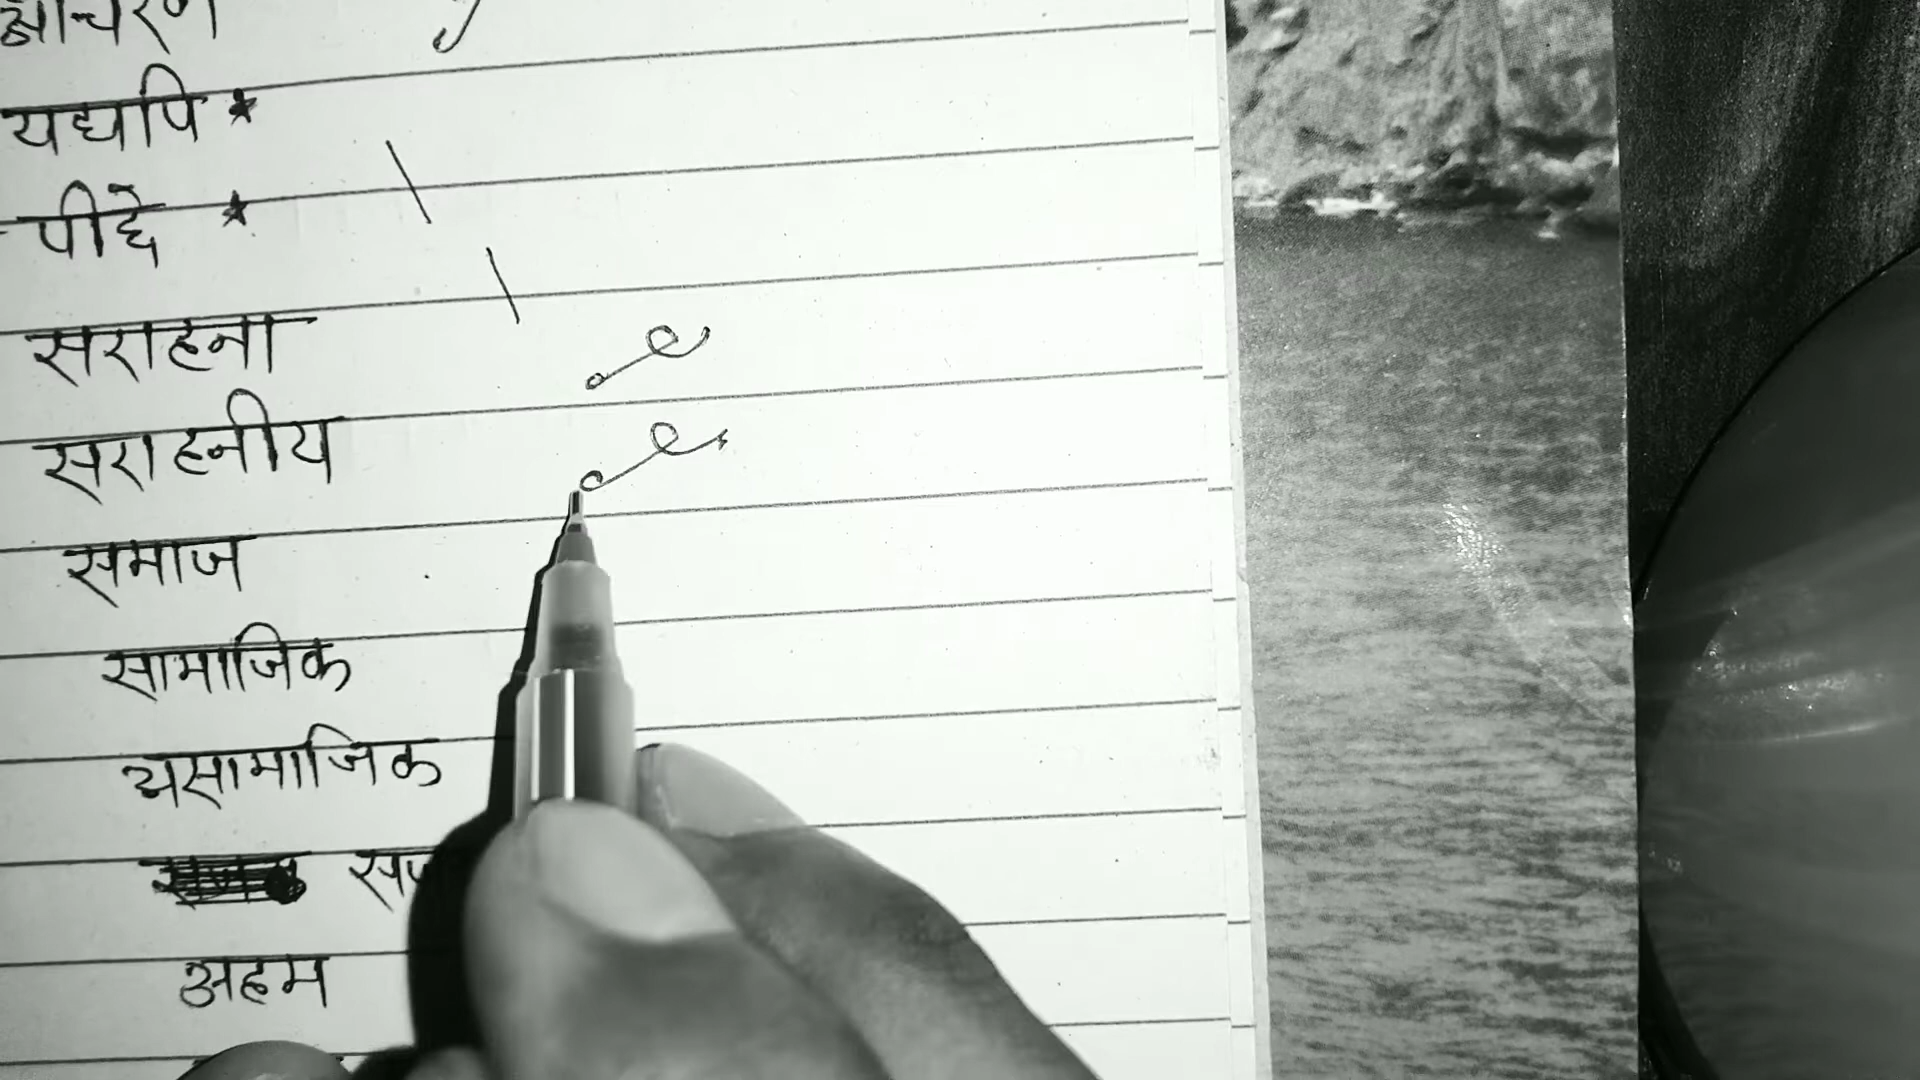 आचरण
यद्यपि *
पीछे *
सराहना
सराहनीय
समाज
सामाजिक
असामाजिक
अहम